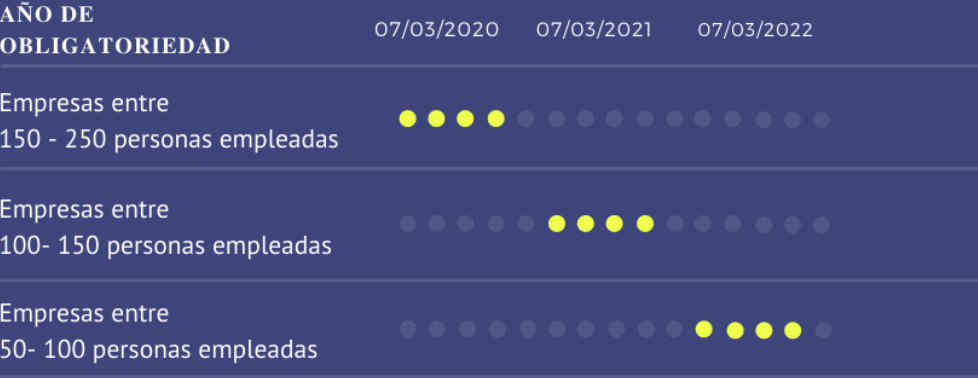 AÑO DE
OBLIGATORIEDAD
07/03/2020 07/03/2021 07/03/2022
Empresas entre
150 - 250 personas empleadas
Empresas entre
100- 150 personas empleadas
Empresas entre
50- 100 personas empleadas